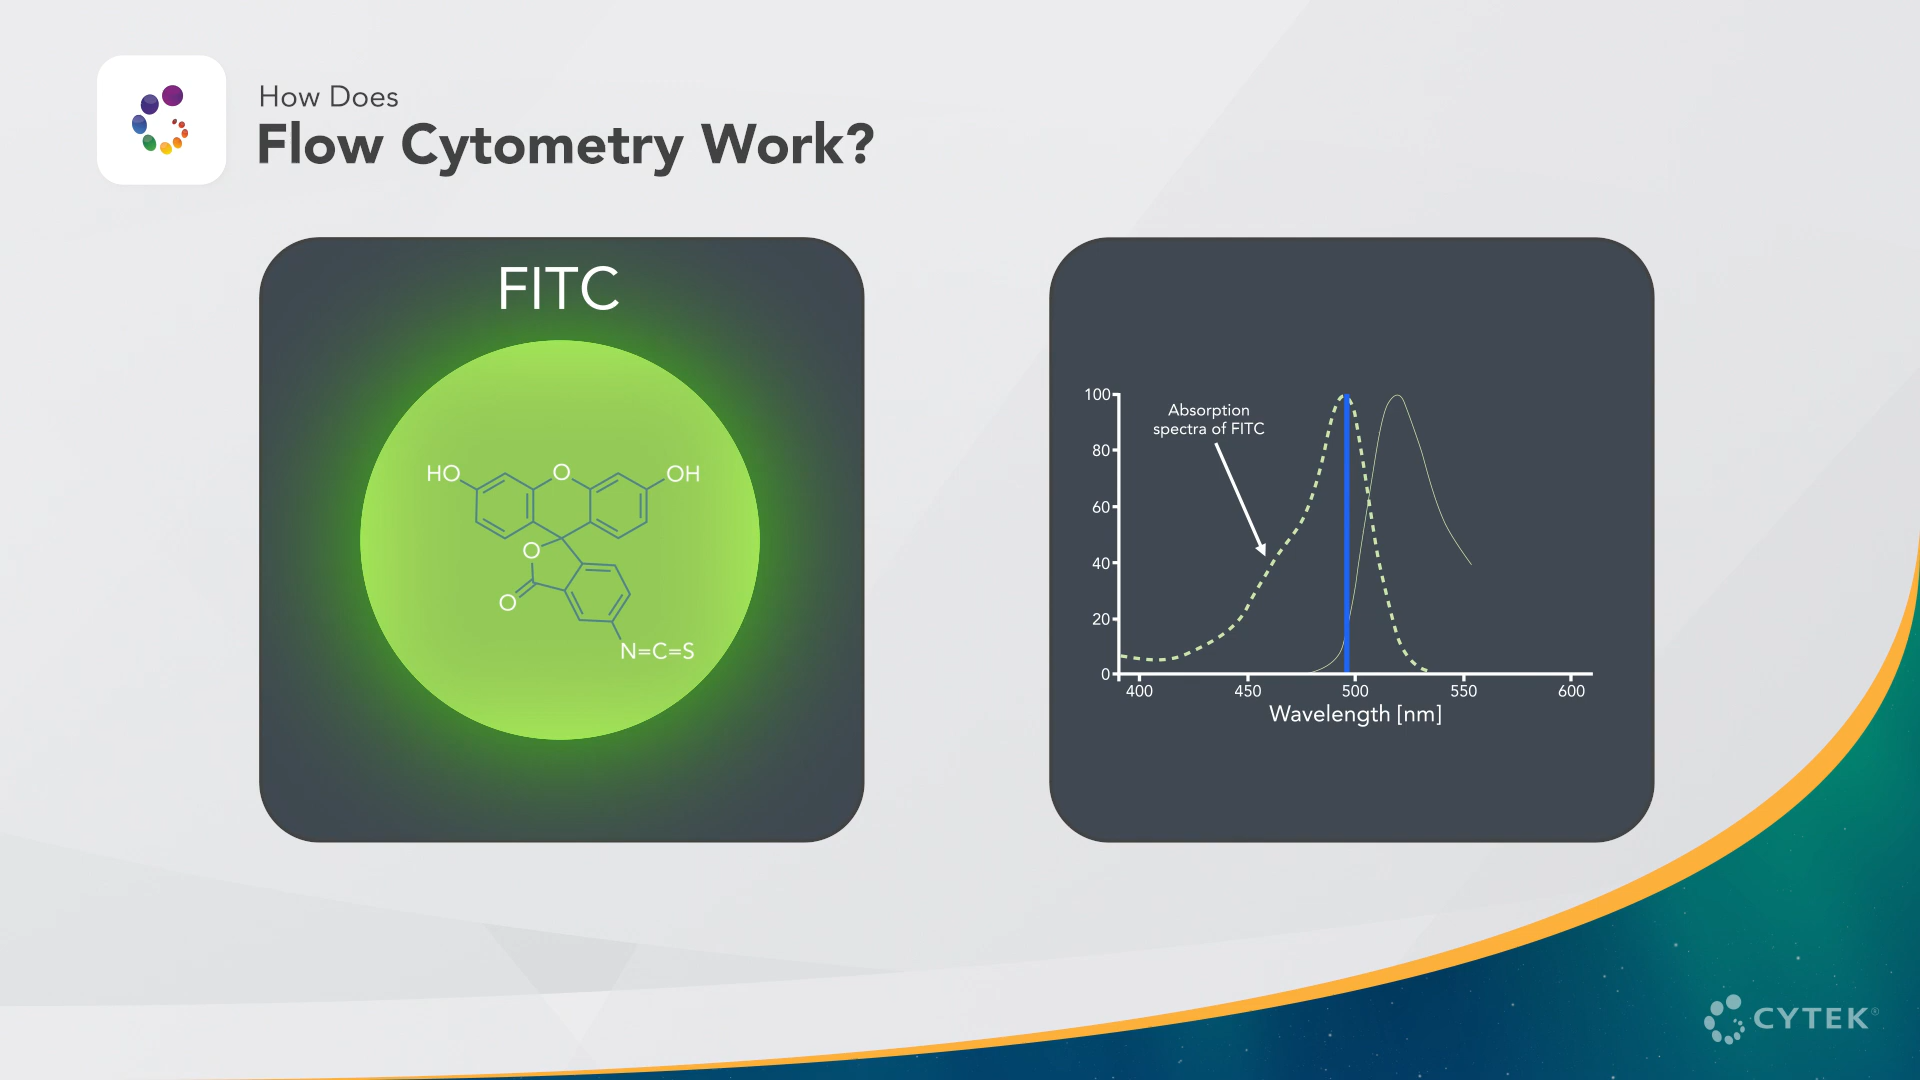 How Does
Flow Cytometry Work?
FITC
HO
O
OH
O
O
N=C=S
100
80
60
40
20
0
Absorption
spectra of FITC
400 450 500 550 600
Wavelength [nm]
CYTEK®